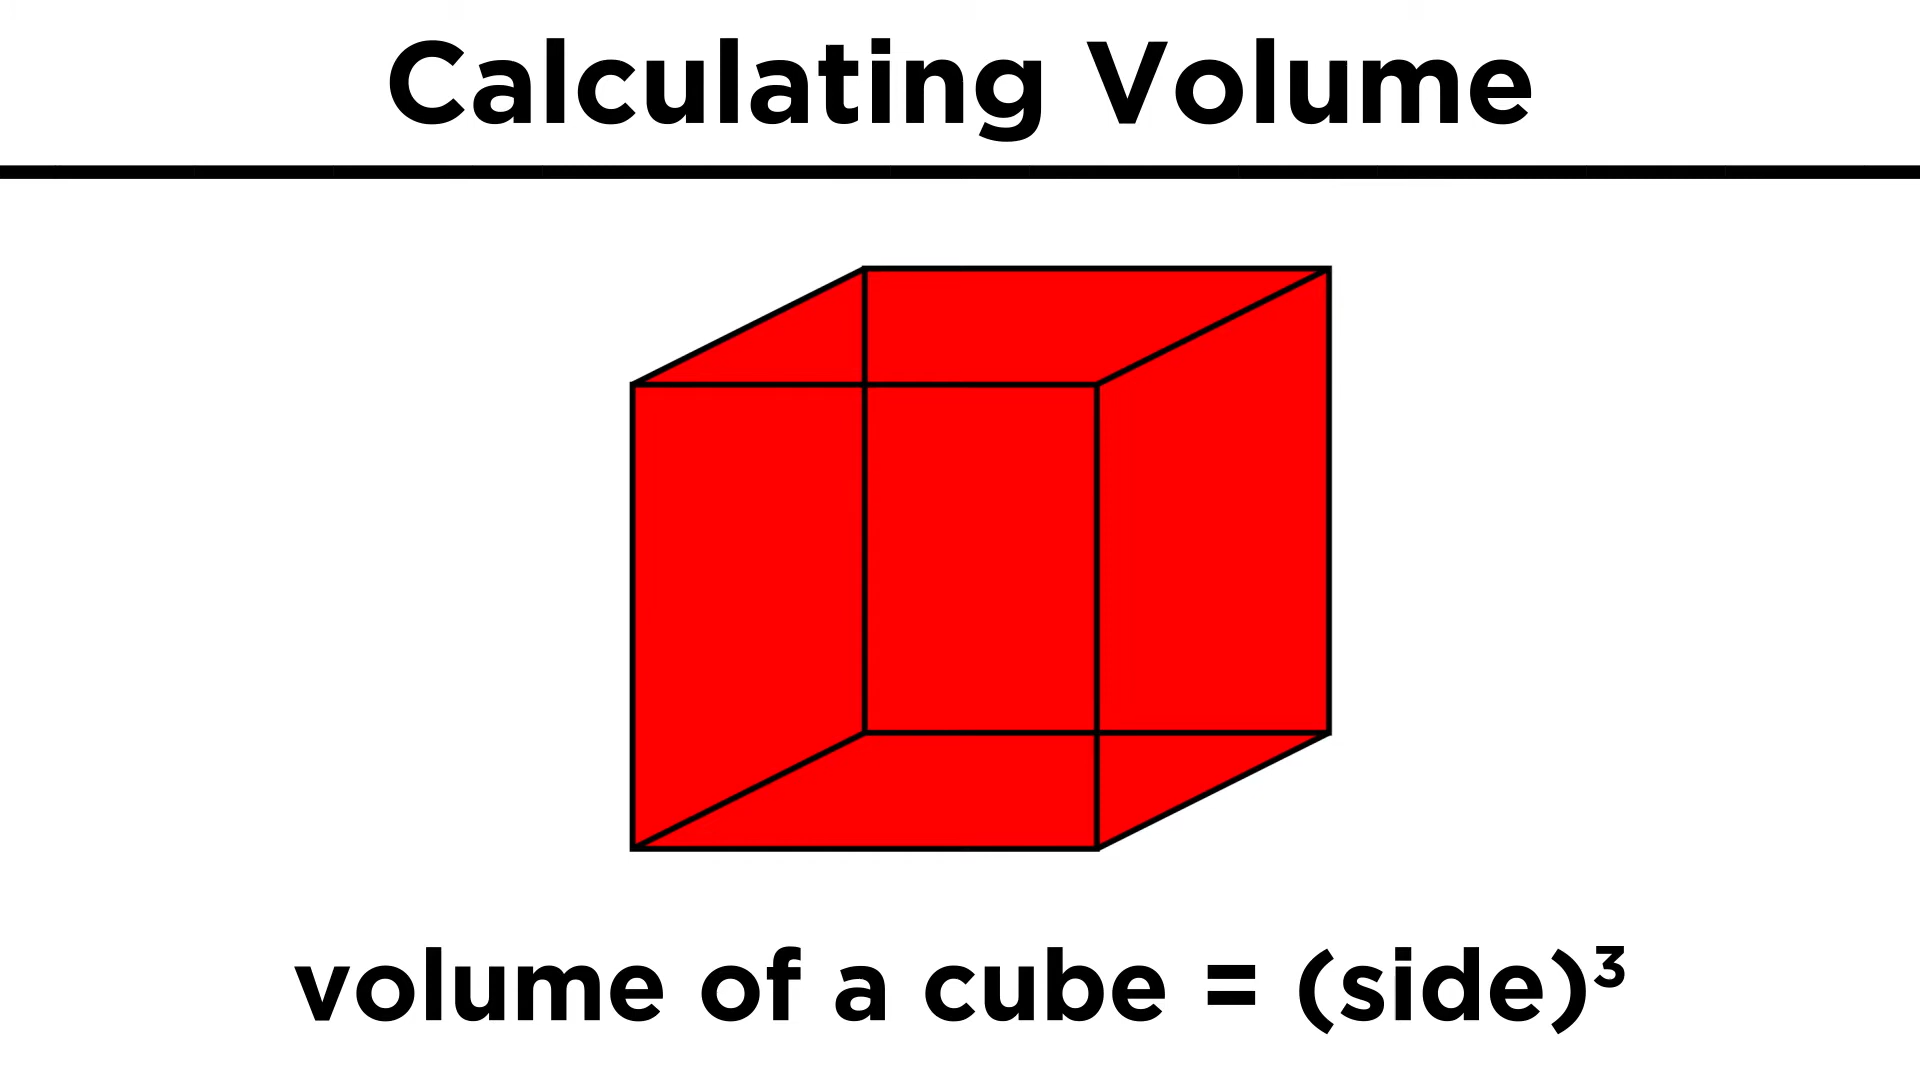 Calculating Volume
volume of a cube = (side)³